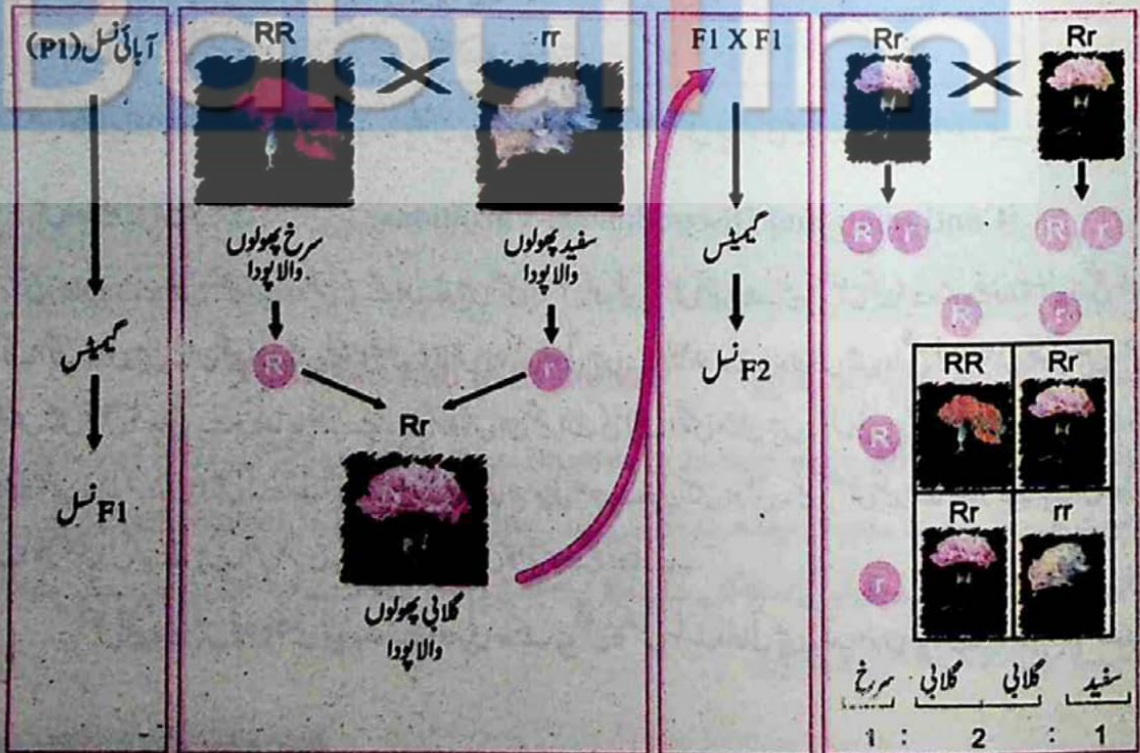 آبائی نسل (P1)
گیمیٹس
F1 نسل
RR
rr
سرخ پھولوں
والا پودا
سفید پھولوں
والا پودا
R
r
Rr
گلابی پھولوں
والا پودا
F1 X F1
گیمیٹس
F2 نسل
Rr
Rr
R r
R r
R
r
RR
Rr
R
Rr
rr
r
سرخ گلابی گلابی سفید
1 : 2 : 1